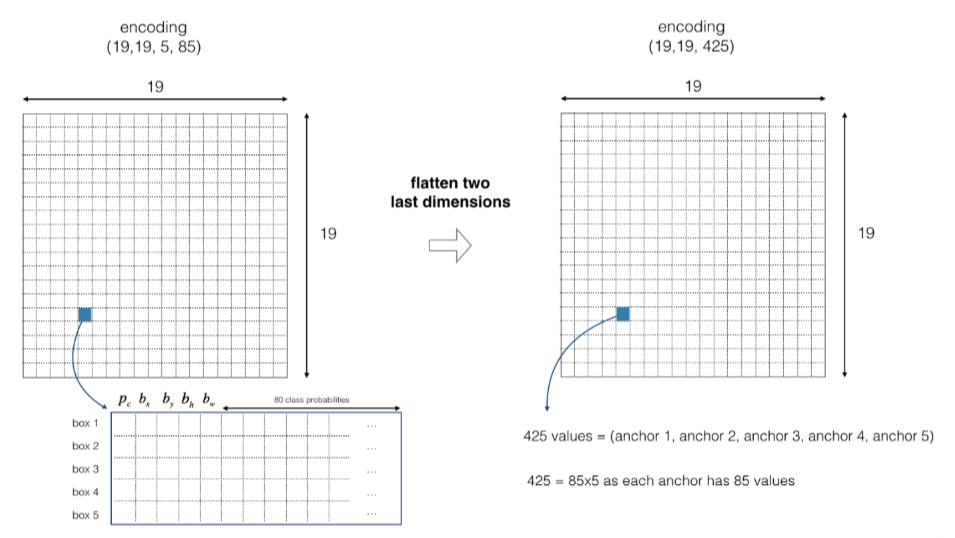 encoding
(19,19, 5, 85)
19
19
p_c b_x b_y b_h b_w
80 class probabilities
box 1 ...
box 2 ...
box 3 ...
box 4 ...
box 5 ...
flatten two
last dimensions
encoding
(19,19, 425)
19
19
425 values = (anchor 1, anchor 2, anchor 3, anchor 4, anchor 5)
425 = 85x5 as each anchor has 85 values